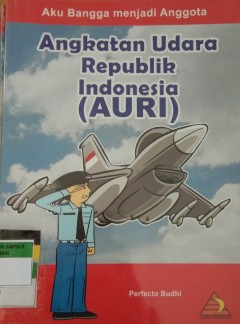 Aku Bangga menjadi Anggota
Angkatan Udara
Republik
Indonesia
(AURI)
Perfecto Budhi